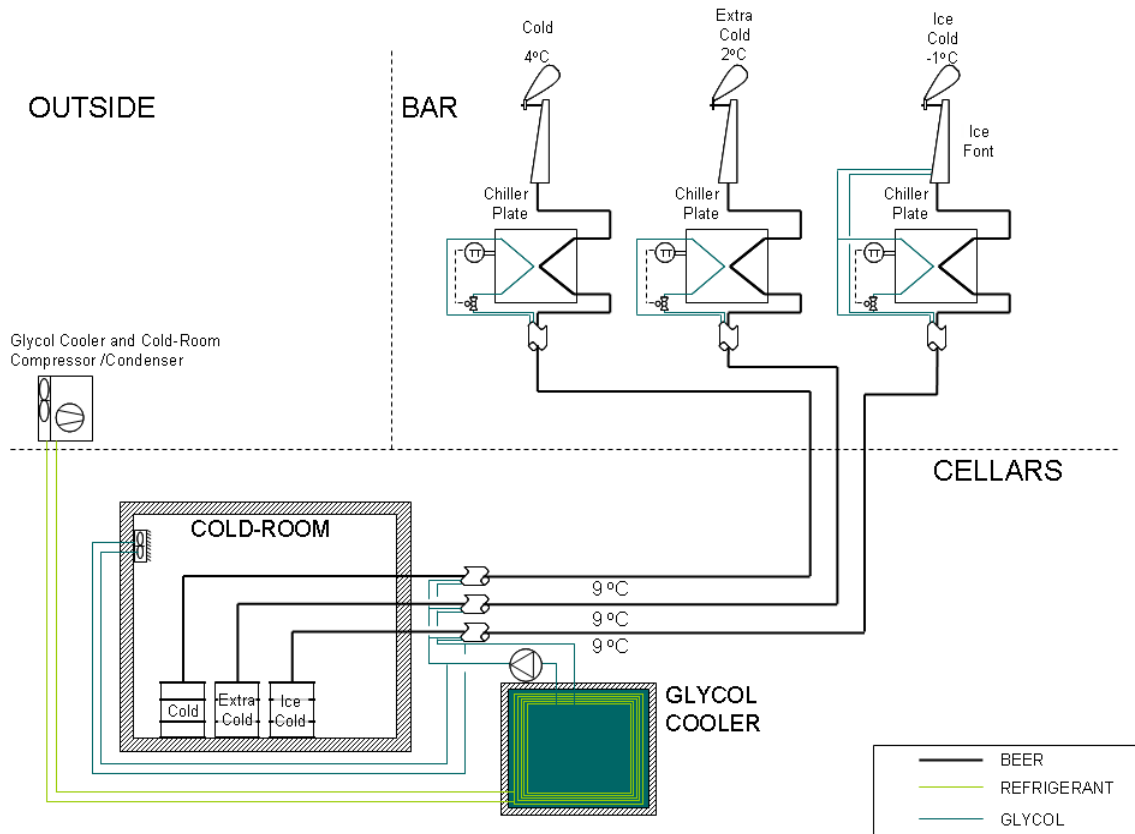 Cold
4ºC
Extra
Cold
2ºC
Ice
Cold
-1ºC
OUTSIDE
BAR
Ice
Font
Chiller
Plate
Chiller
Plate
Chiller
Plate
TT
TT
TT
Glycol Cooler and Cold-Room
Compressor /Condenser
CELLARS
COLD-ROOM
9 ºC
9 ºC
9 ºC
Cold
Extra
Cold
Ice
Cold
GLYCOL
COOLER
BEER
REFRIGERANT
GLYCOL